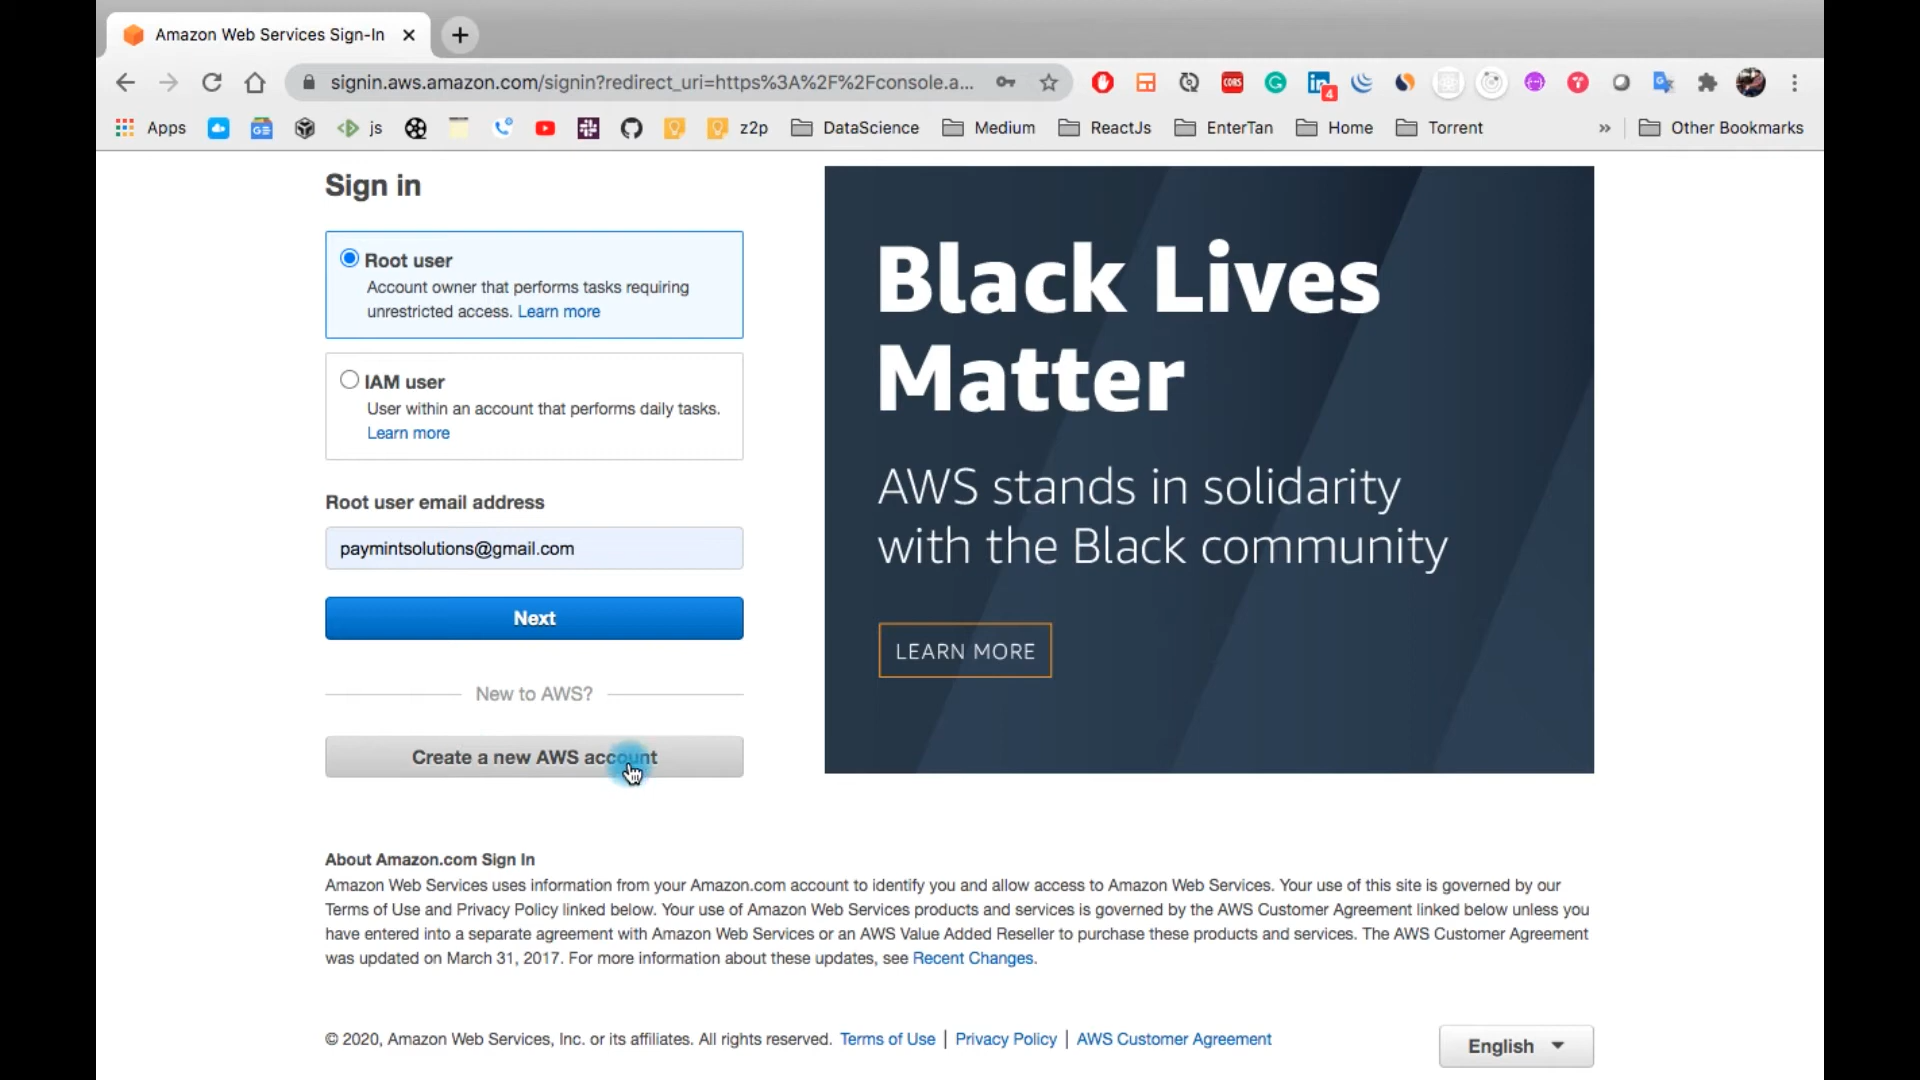 Amazon Web Services Sign-In
signin.aws.amazon.com/signin?redirect_uri=https%3A%2F%2Fconsole.a...
CORS
in
4
Apps
js
z2p
DataScience
Medium
ReactJs
EnterTan
Home
Torrent
»
Other Bookmarks
Sign in
Root user
Account owner that performs tasks requiring
unrestricted access. Learn more
IAM user
User within an account that performs daily tasks.
Learn more
Root user email address
paymintsolutions@gmail.com
Next
New to AWS?
Create a new AWS account
Black Lives
Matter
AWS stands in solidarity
with the Black community
LEARN MORE
About Amazon.com Sign In
Amazon Web Services uses information from your Amazon.com account to identify you and allow access to Amazon Web Services. Your use of this site is governed by our
Terms of Use and Privacy Policy linked below. Your use of Amazon Web Services products and services is governed by the AWS Customer Agreement linked below unless you
have entered into a separate agreement with Amazon Web Services or an AWS Value Added Reseller to purchase these products and services. The AWS Customer Agreement
was updated on March 31, 2017. For more information about these updates, see Recent Changes.
© 2020, Amazon Web Services, Inc. or its affiliates. All rights reserved. Terms of Use | Privacy Policy | AWS Customer Agreement
English